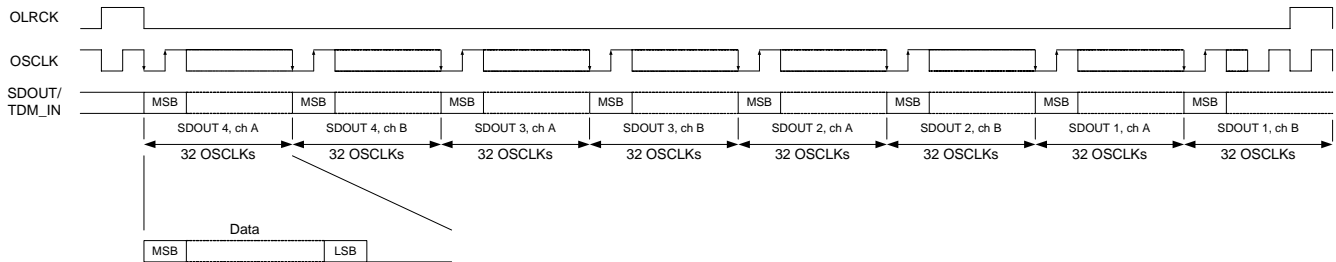 OLRCK
OSCLK
SDOUT/
TDM_IN
MSB MSB MSB MSB MSB MSB MSB MSB
SDOUT 4, ch A SDOUT 4, ch B SDOUT 3, ch A SDOUT 3, ch B SDOUT 2, ch A SDOUT 2, ch B SDOUT 1, ch A SDOUT 1, ch B
32 OSCLKs 32 OSCLKs 32 OSCLKs 32 OSCLKs 32 OSCLKs 32 OSCLKs 32 OSCLKs 32 OSCLKs
Data
MSB LSB